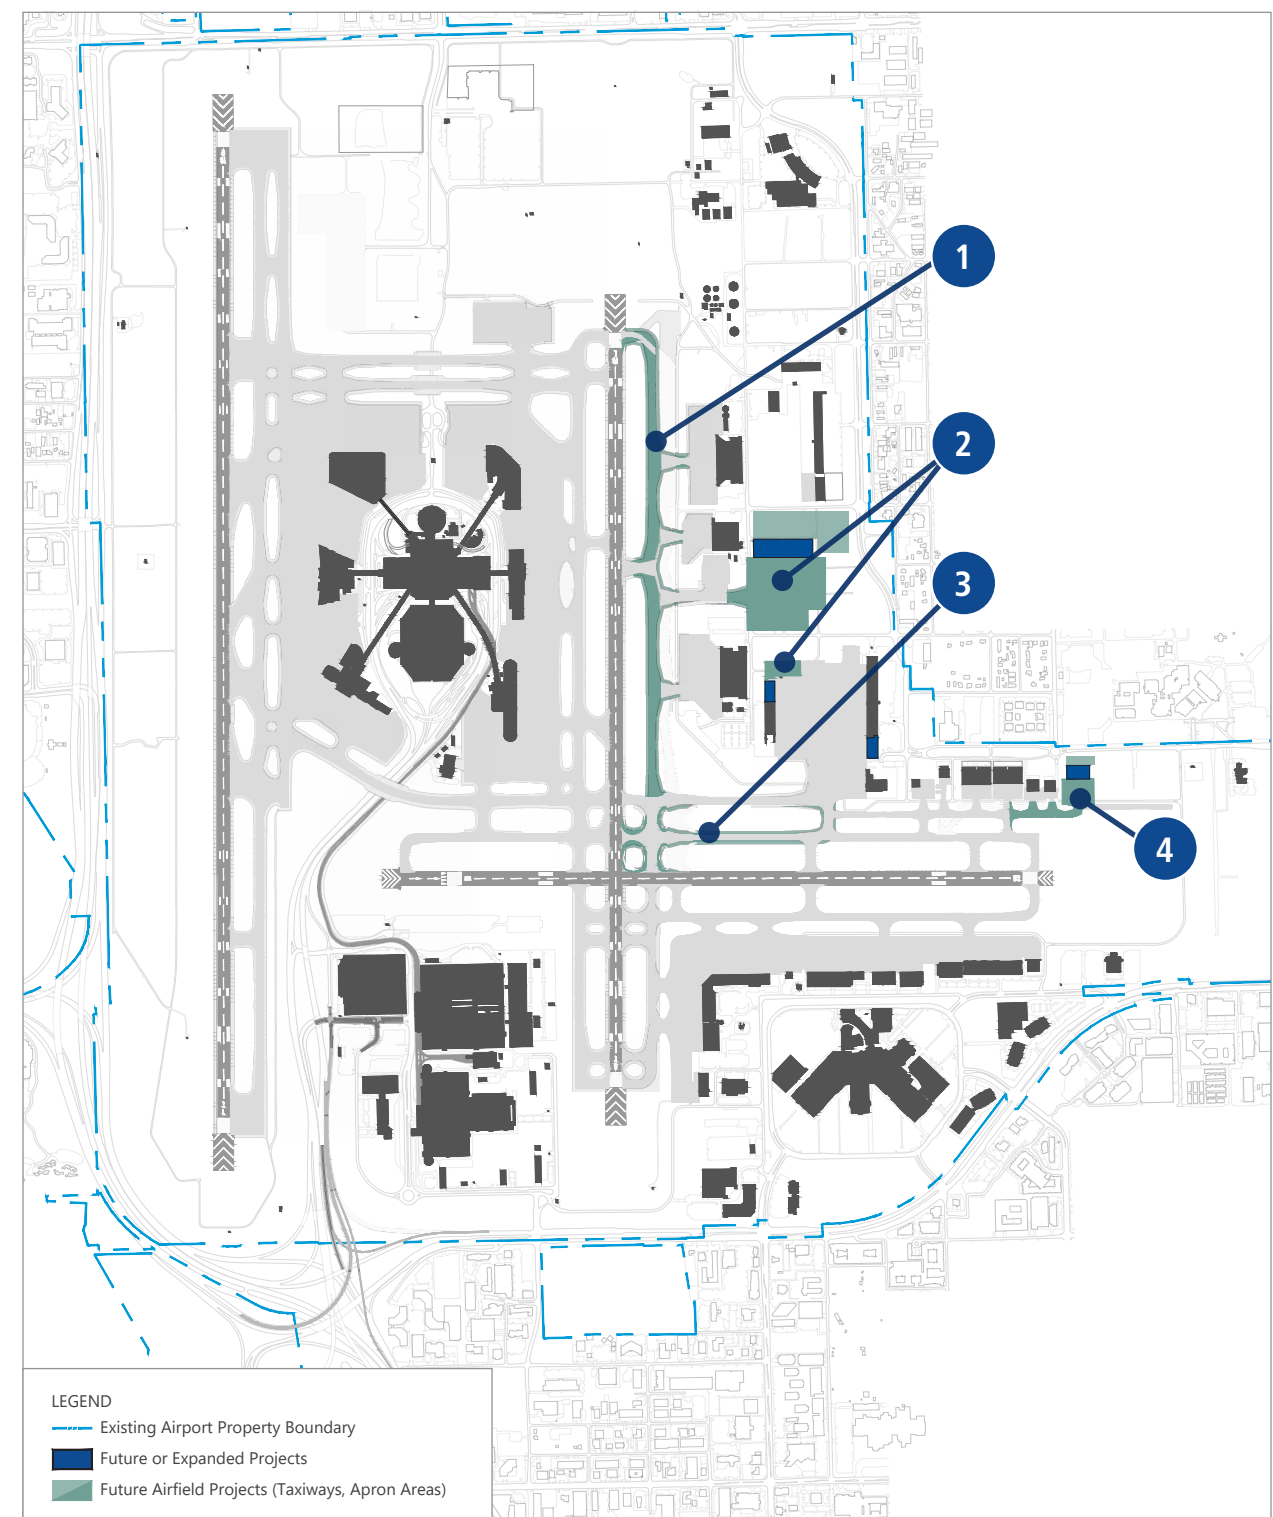 1
2
3
4
LEGEND
Existing Airport Property Boundary
Future or Expanded Projects
Future Airfield Projects (Taxiways, Apron Areas)